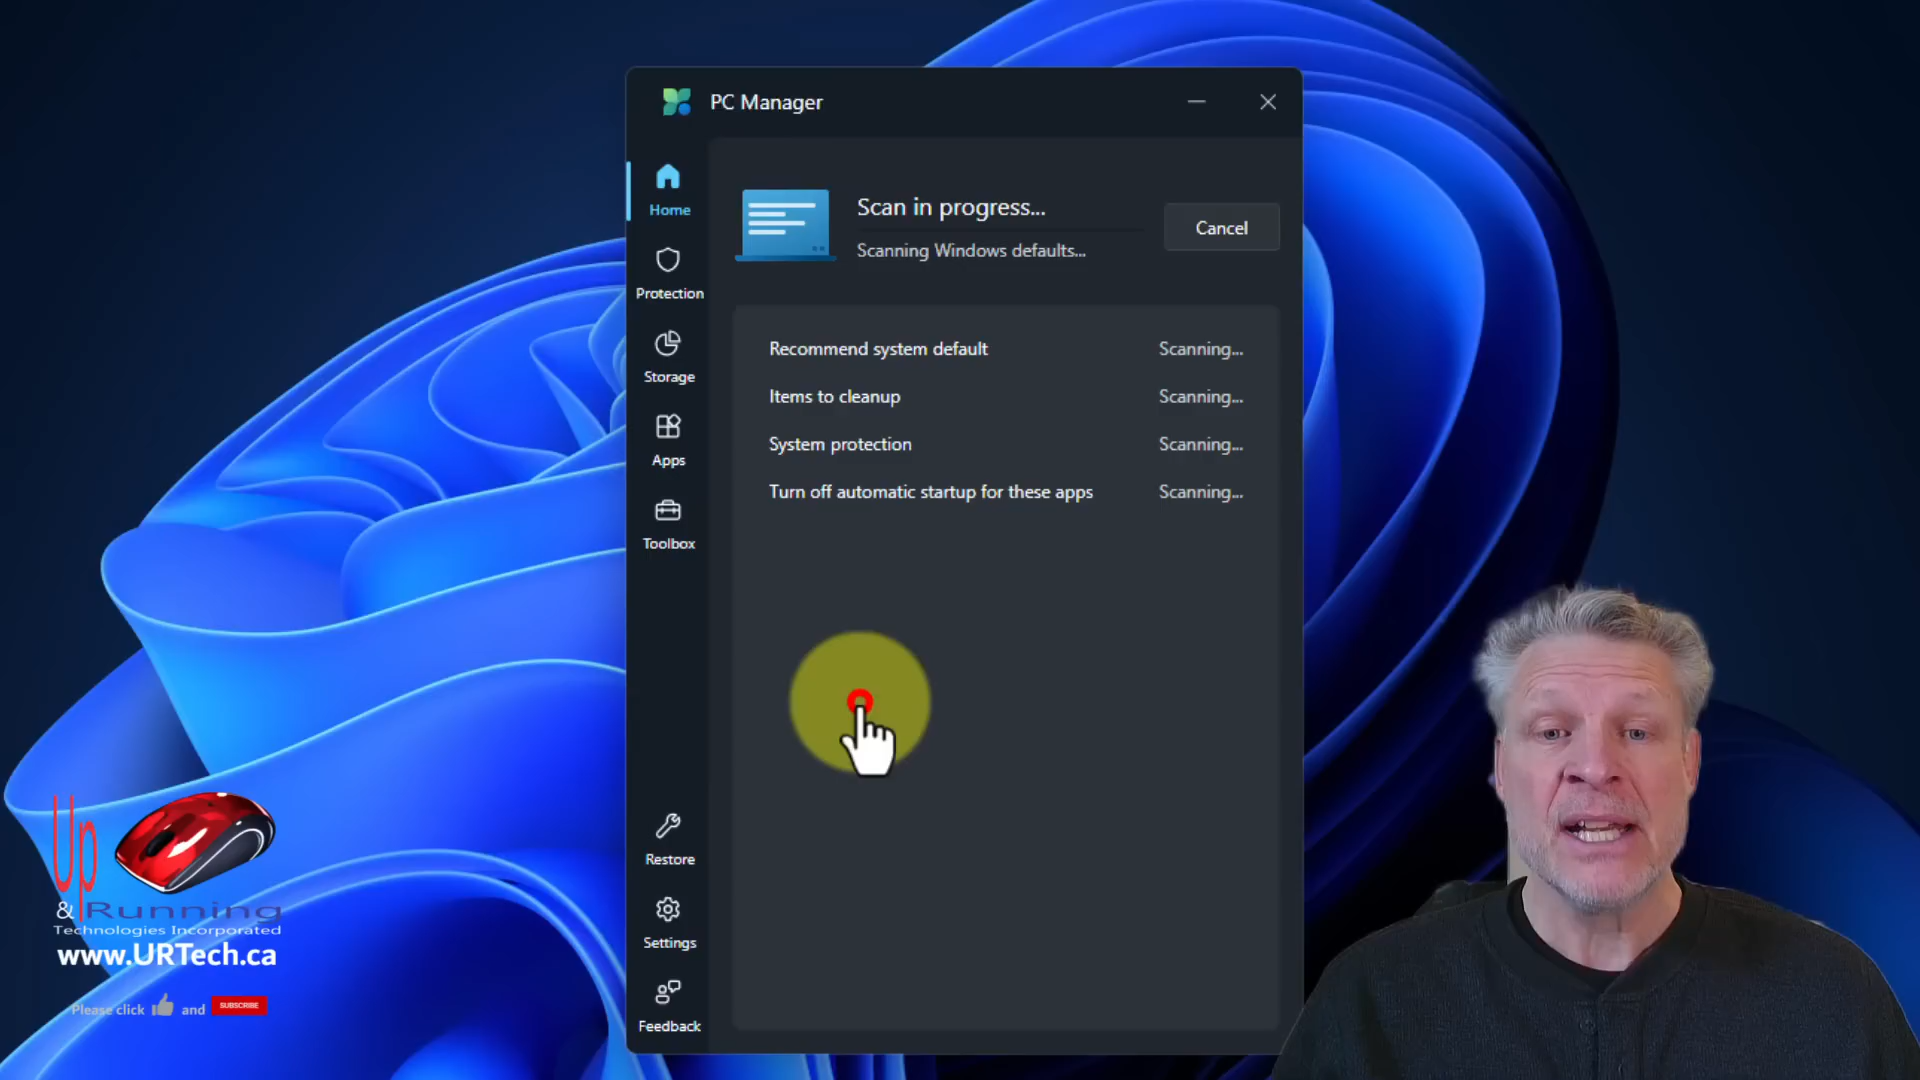 PC Manager
Home
Protection
Storage
Apps
Toolbox
Restore
Settings
Feedback
Scan in progress...
Scanning Windows defaults...
Cancel
Recommend system default Scanning...
Items to cleanup Scanning...
System protection Scanning...
Turn off automatic startup for these apps Scanning...
Up
& Running
Technologies Incorporated
www.URTech.ca
Please click and SUBSCRIBE